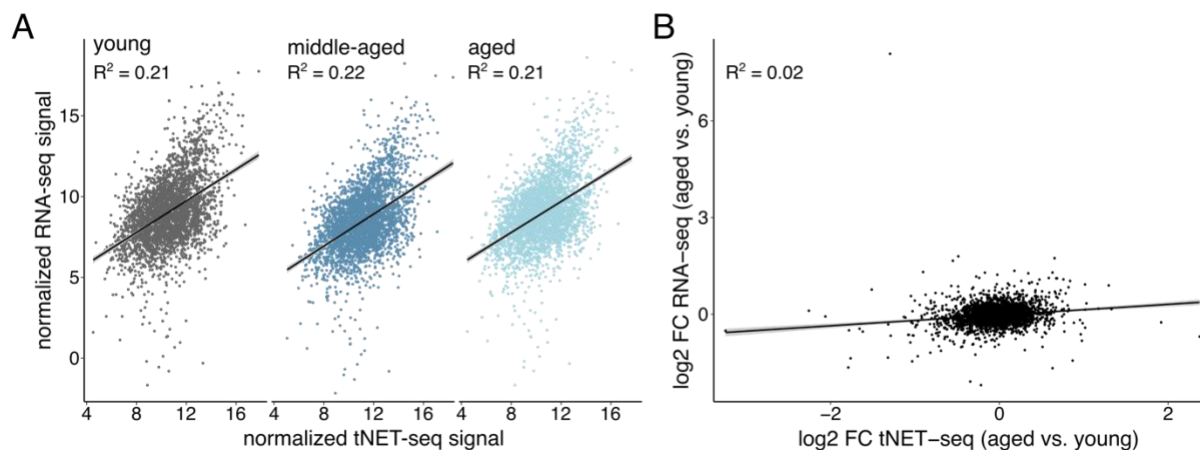 A
young
R² = 0.21
middle-aged
R² = 0.22
aged
R² = 0.21
normalized RNA-seq signal
15
10
5
0
4 8 12 16
4 8 12 16
4 8 12 16
normalized tNET-seq signal
B
R² = 0.02
log2 FC RNA−seq (aged vs. young)
6
3
0
−2 0 2
log2 FC tNET−seq (aged vs. young)